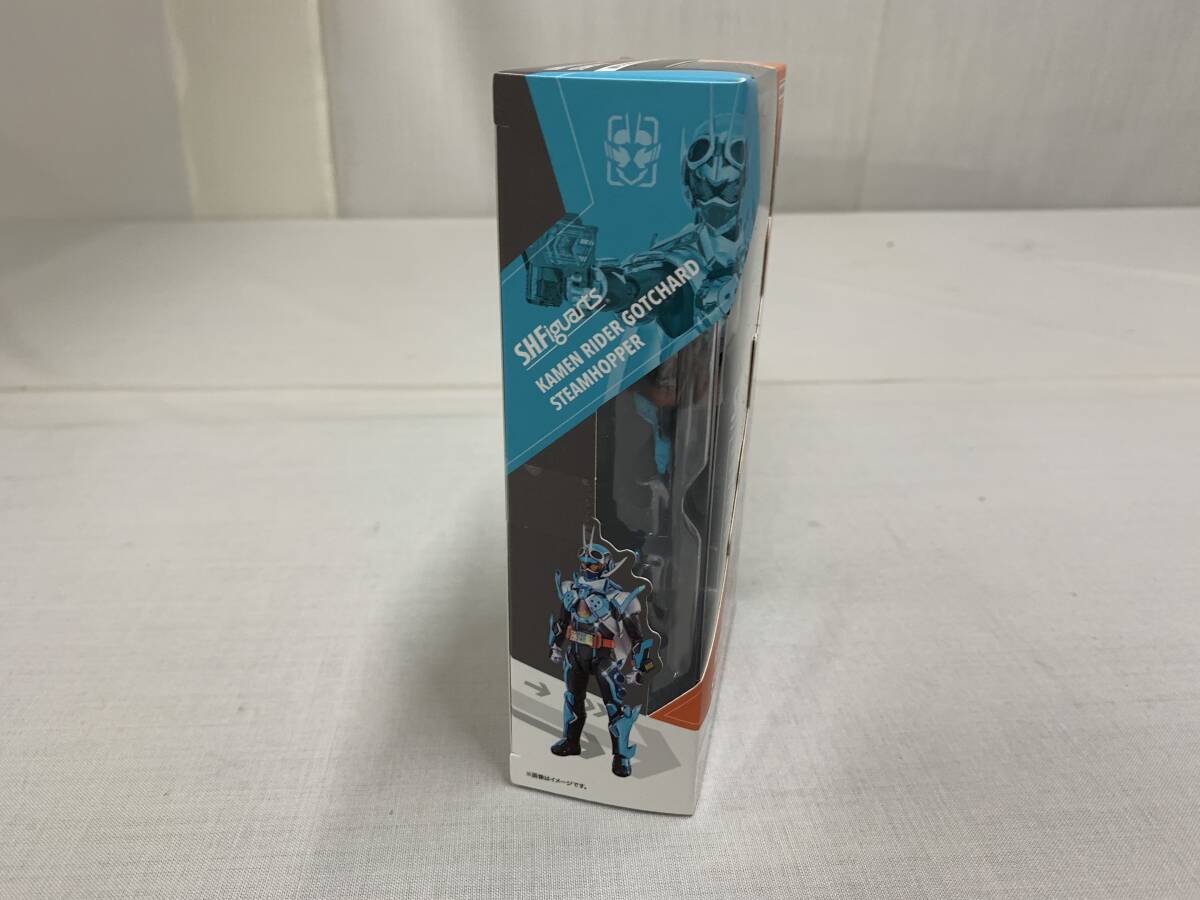 SHFiguarts
KAMEN RIDER GOTCHARD
STEAMHOPPER
※画像はイメージです。